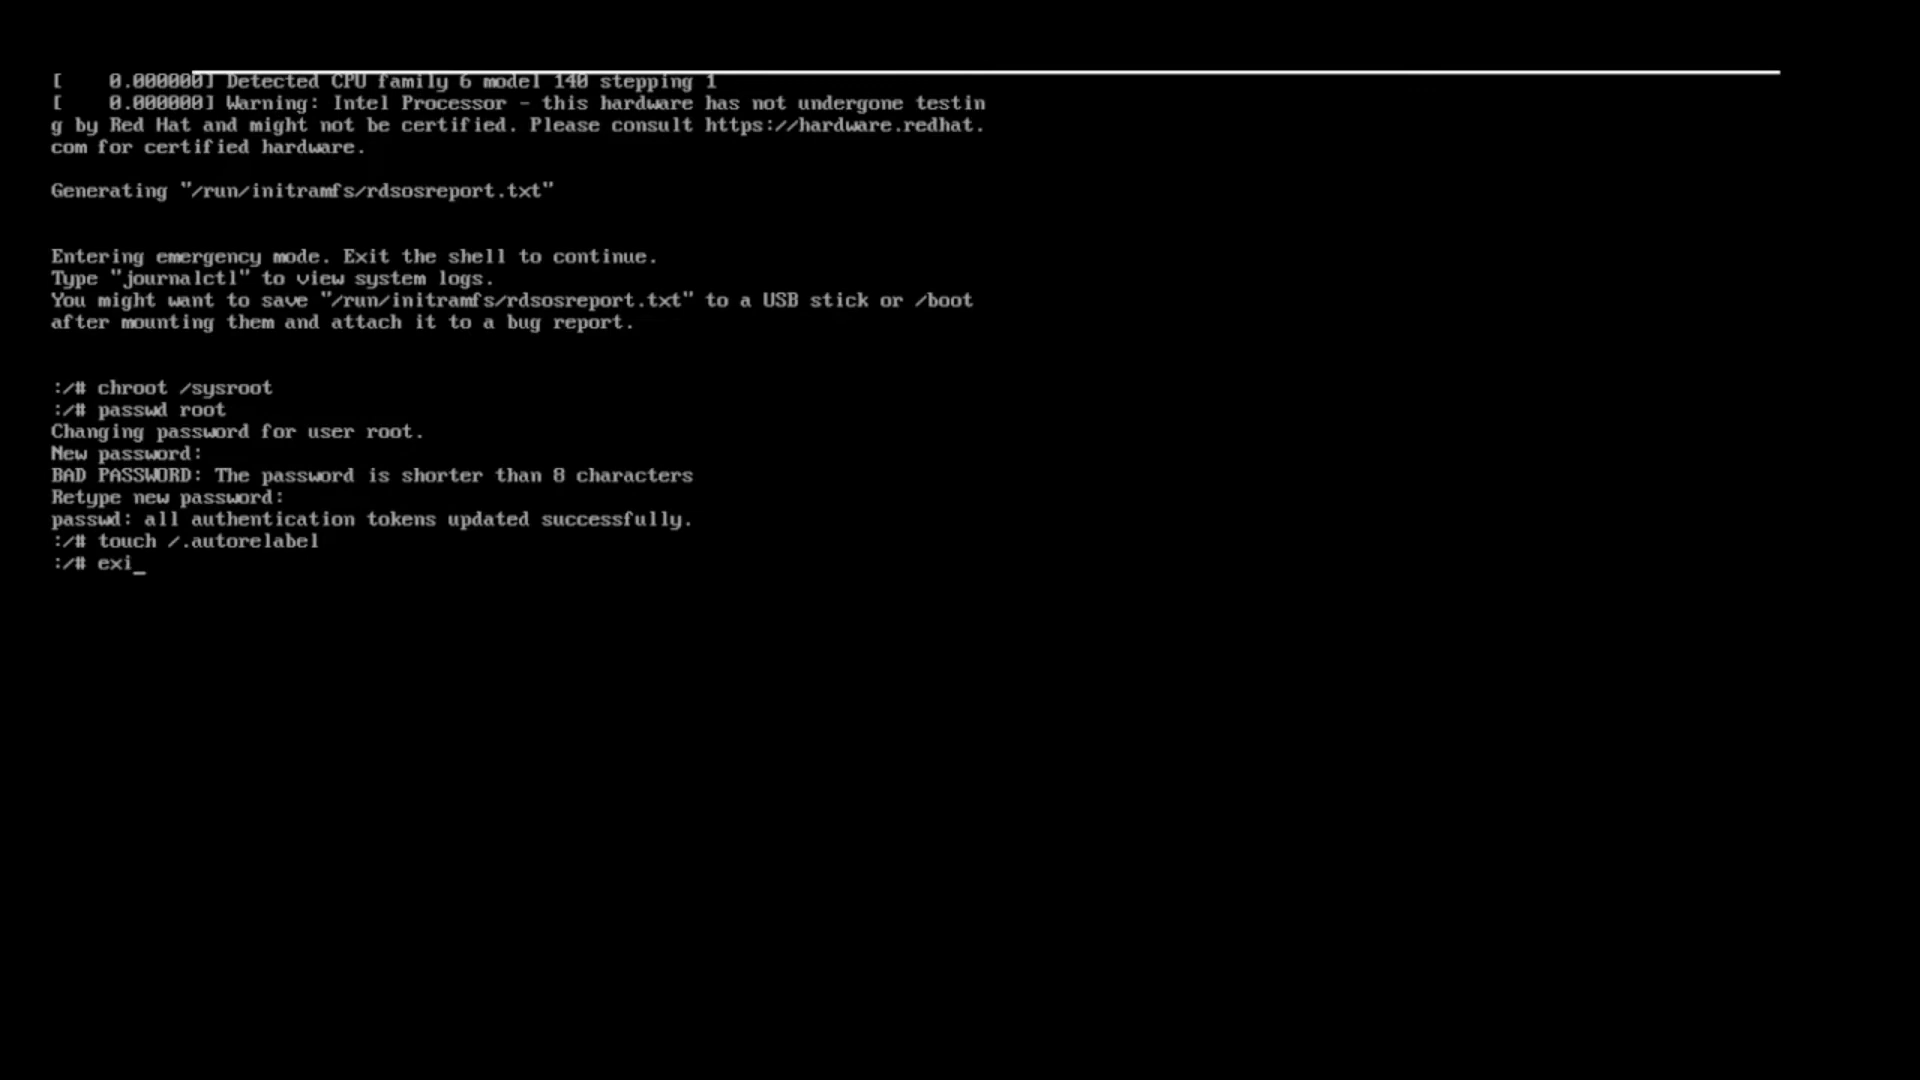 [    0.000000] Detected CPU family 6 model 140 stepping 1
[    0.000000] Warning: Intel Processor - this hardware has not undergone testin
g by Red Hat and might not be certified. Please consult https://hardware.redhat.
com for certified hardware.
Generating "/run/initramfs/rdsosreport.txt"
Entering emergency mode. Exit the shell to continue.
Type "journalctl" to view system logs.
You might want to save "/run/initramfs/rdsosreport.txt" to a USB stick or /boot
after mounting them and attach it to a bug report.
:/# chroot /sysroot
:/# passwd root
Changing password for user root.
New password:
BAD PASSWORD: The password is shorter than 8 characters
Retype new password:
passwd: all authentication tokens updated successfully.
:/# touch /.autorelabel
:/# exi_